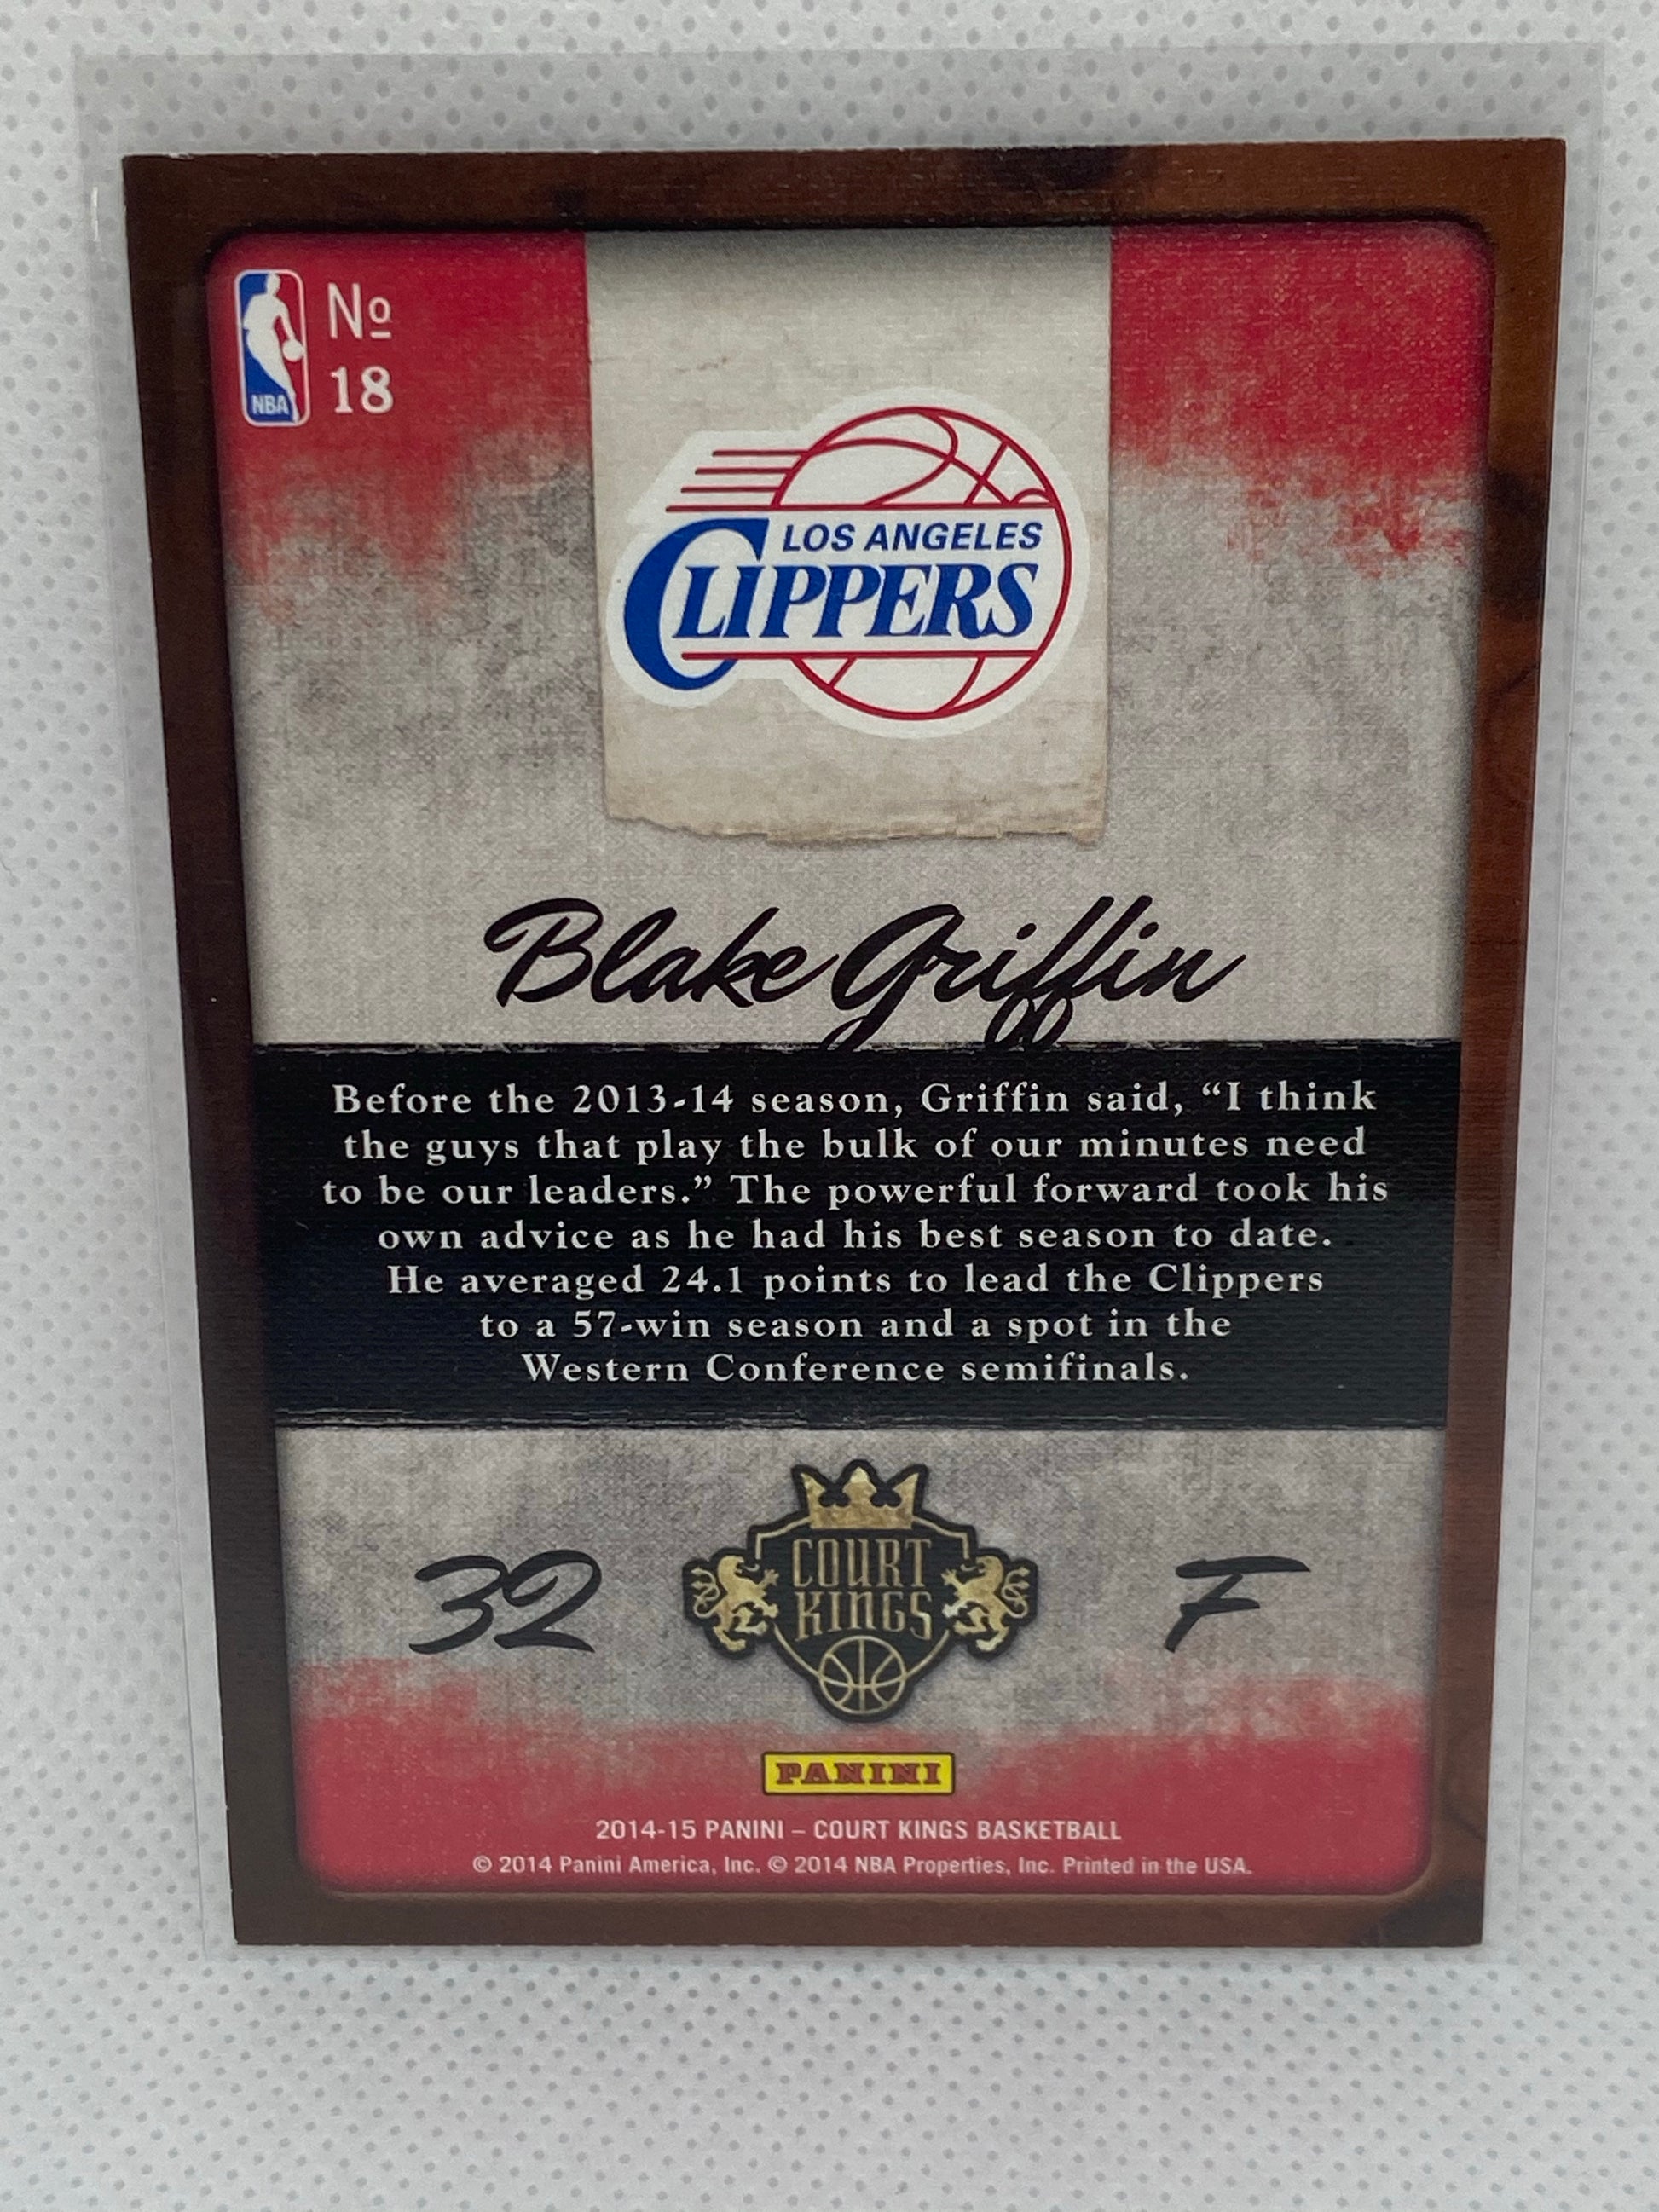 Nº
18
NBA
LOS ANGELES
CLIPPERS
Blake Griffin
Before the 2013-14 season, Griffin said, “I think
the guys that play the bulk of our minutes need
to be our leaders.” The powerful forward took his
own advice as he had his best season to date.
He averaged 24.1 points to lead the Clippers
to a 57-win season and a spot in the
Western Conference semifinals.
32
COURT
KINGS
F
PANINI
2014-15 PANINI – COURT KINGS BASKETBALL
© 2014 Panini America, Inc. © 2014 NBA Properties, Inc. Printed in the USA.